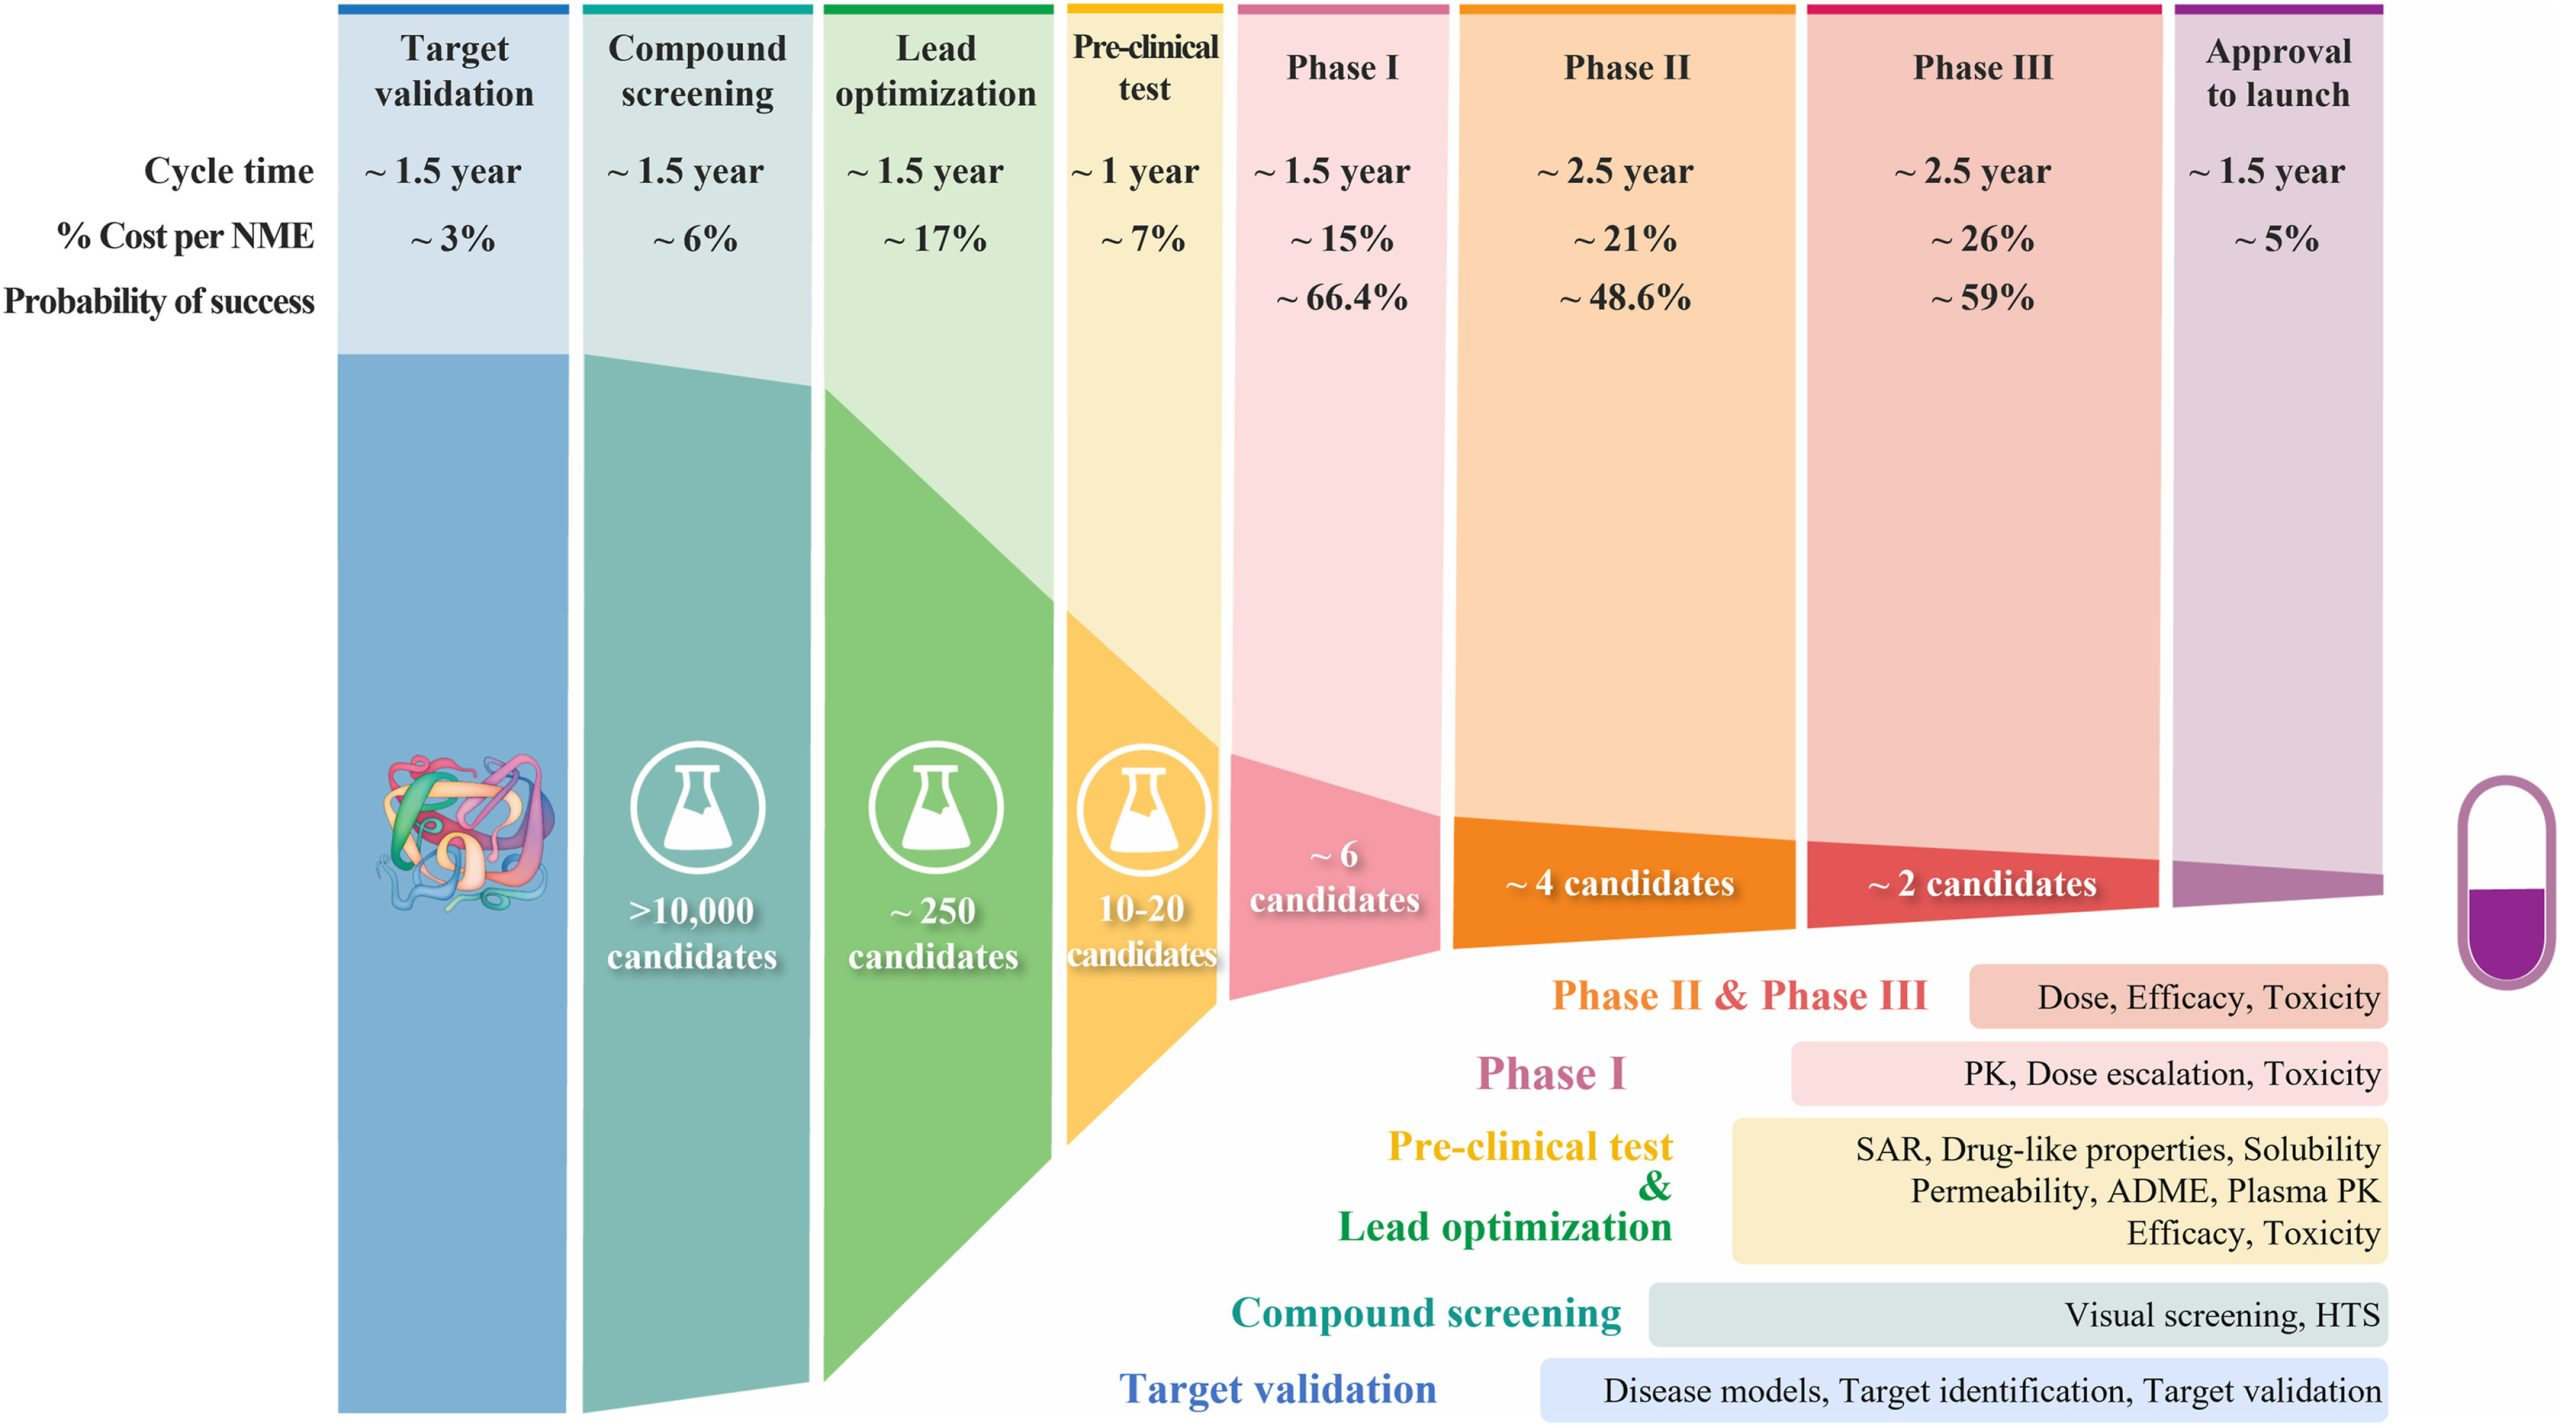 Target
validation
Compound
screening
Lead
optimization
Pre-clinical
test
Phase I
Phase II
Phase III
Approval
to launch
Cycle time ~ 1.5 year ~ 1.5 year ~ 1.5 year ~ 1 year ~ 1.5 year ~ 2.5 year ~ 2.5 year ~ 1.5 year
% Cost per NME ~ 3% ~ 6% ~ 17% ~ 7% ~ 15% ~ 21% ~ 26% ~ 5%
Probability of success ~ 66.4% ~ 48.6% ~ 59%
>10,000
candidates
~ 250
candidates
10-20
candidates
~ 6
candidates
~ 4 candidates
~ 2 candidates
Phase II & Phase III
Dose, Efficacy, Toxicity
Phase I
PK, Dose escalation, Toxicity
Pre-clinical test
&
Lead optimization
SAR, Drug-like properties, Solubility
Permeability, ADME, Plasma PK
Efficacy, Toxicity
Compound screening
Visual screening, HTS
Target validation
Disease models, Target identification, Target validation